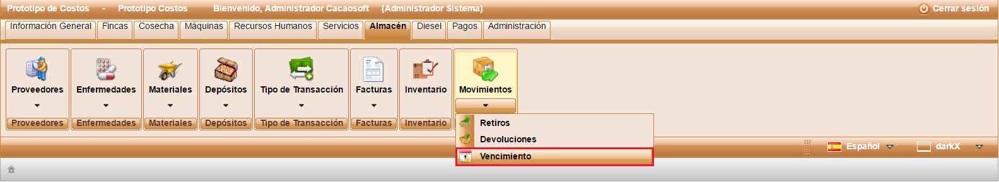 Prototipo de Costos - Prototipo Costos Bienvenido, Administrador Cacaosoft (Administrador Sistema) Cerrar sesión
Información General Fincas Cosecha Máquinas Recursos Humanos Servicios Almacén Diesel Pagos Administración
Proveedores Enfermedades Materiales Depósitos Tipo de Transacción Facturas Inventario Movimientos
Proveedores Enfermedades Materiales Depósitos Tipo de Transacción Facturas Inventario
Retiros
Devoluciones
Español darkX
Vencimiento